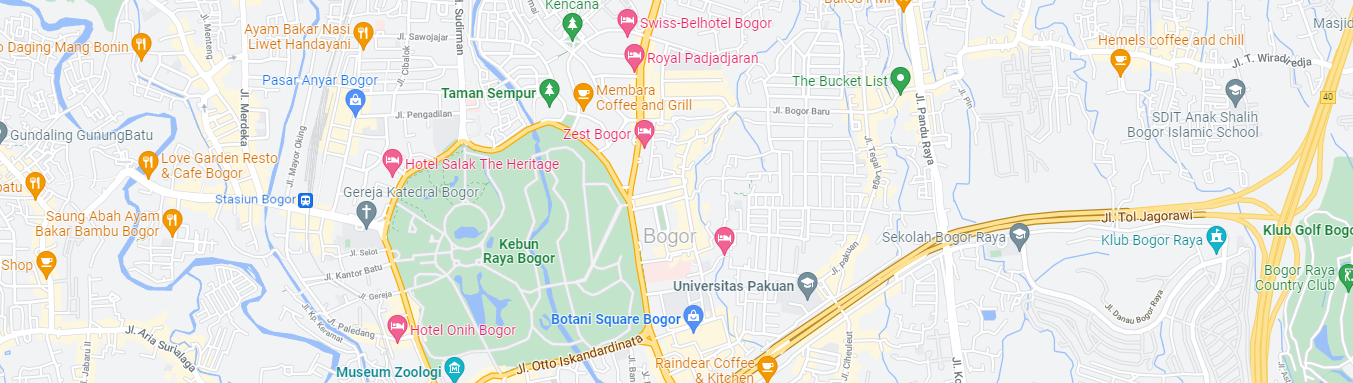 Kencana
Bakso PMI
Jl. Menteng
Ayam Bakar Nasi
Liwet Handayani
Jl. Sudirman
Swiss-Belhotel Bogor
Masjid
o Daging Mang Bonin
Jl. Sawojajar
Hemels coffee and chill
Jl. Cibalok
Royal Padjadjaran
Jl. T. Wiradredja
Pasar Anyar Bogor
The Bucket List
Taman Sempur
Membara
Coffee and Grill
Jl. Pln
40
Jl. Merdeka
Jl. Pengadilan
Jl. Bogor Baru
SDIT Anak Shalih
Bogor Islamic School
Gundaling GunungBatu
Jl. Mayor Oking
Zest Bogor
Jl. Pandu Raya
Love Garden Resto
& Cafe Bogor
Hotel Salak The Heritage
Jl. Tegal Lega
batu
Gereja Katedral Bogor
Stasiun Bogor
Saung Abah Ayam
Bakar Bambu Bogor
Jl. Tol Jagorawi
Bogor
Sekolah Bogor Raya
Klub Bogor Raya
Klub Golf Bogo
Kebun
Raya Bogor
Jl. Selot
Jl. Pakuan
Shop
Jl. Kantor Batu
Bogor Raya
Country Club
Universitas Pakuan
Jl. Gereja
Jl. Danau Bogor Raya
Jl. Kp Keramat
Botani Square Bogor
Jl. Paledang
Hotel Onih Bogor
Jl. Aria Surialaga
Jl. Otto Iskandardinata
Jl. Ciheuleut
Jl. Jabaru II
Museum Zoologi
Jl. Ban
Raindear Coffee
& Kitchen
Jl. Ko